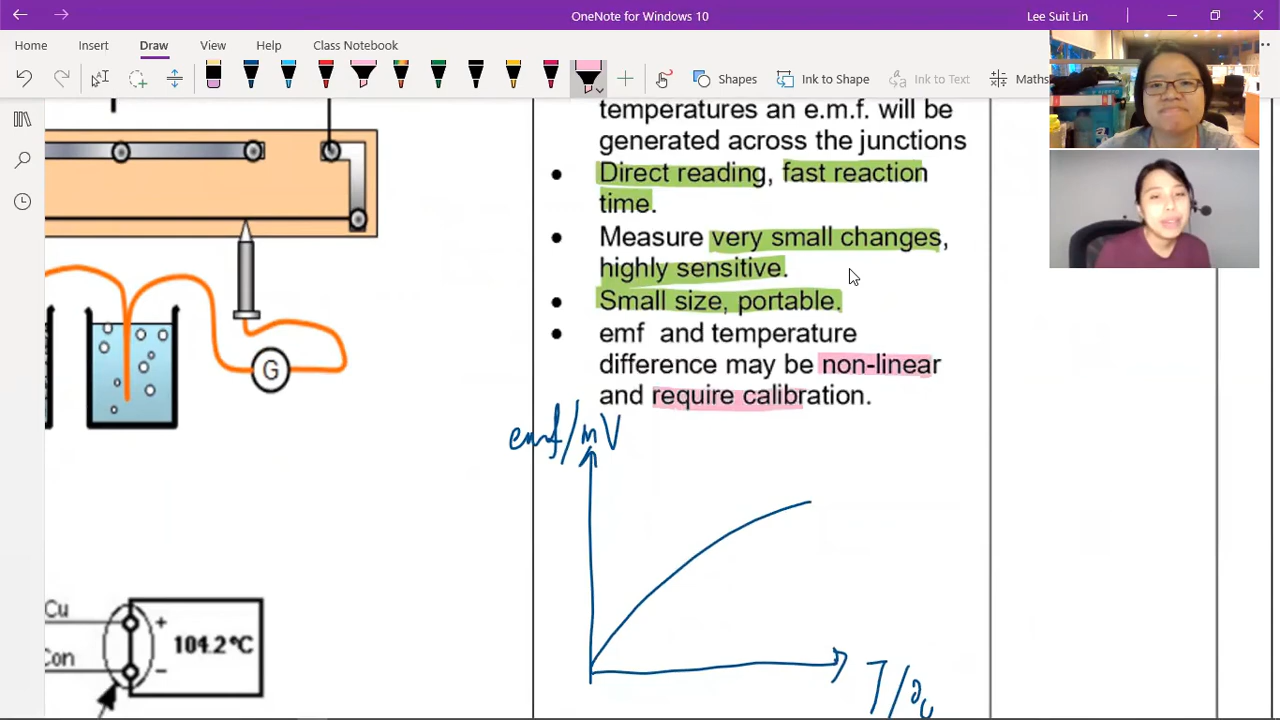 OneNote for Windows 10
Lee Suit Lin
Home Insert Draw View Help Class Notebook
Shapes Ink to Shape Ink to Text Maths
temperatures an e.m.f. will be
generated across the junctions
• Direct reading, fast reaction
time.
• Measure very small changes,
highly sensitive.
• Small size, portable.
• emf and temperature
difference may be non-linear
and require calibration.
G
emf/mV
T/°C
Cu
+
104.2°C
Con
−